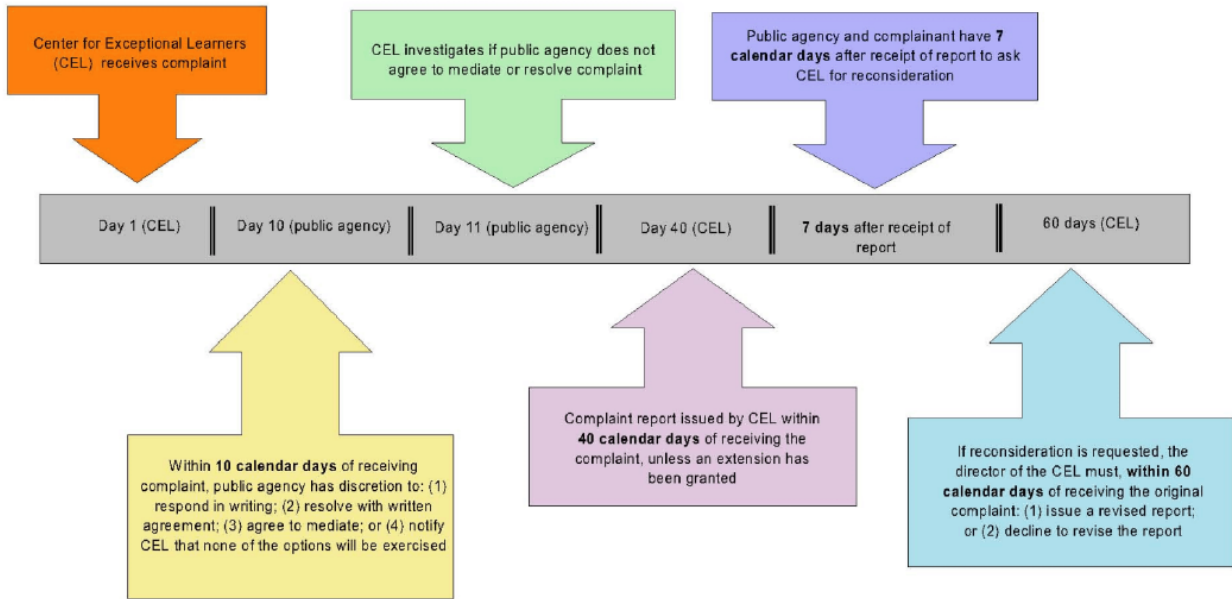 Center for Exceptional Learners
(CEL) receives complaint
CEL investigates if public agency does not
agree to mediate or resolve complaint
Public agency and complainant have 7
calendar days after receipt of report to ask
CEL for reconsideration
Day 1 (CEL)
Day 10 (public agency)
Day 11 (public agency)
Day 40 (CEL)
7 days after receipt of
report
60 days (CEL)
Within 10 calendar days of receiving
complaint, public agency has discretion to: (1)
respond in writing; (2) resolve with written
agreement; (3) agree to mediate; or (4) notify
CEL that none of the options will be exercised
Complaint report issued by CEL within
40 calendar days of receiving the
complaint, unless an extension has
been granted
If reconsideration is requested, the
director of the CEL must, within 60
calendar days of receiving the original
complaint: (1) issue a revised report;
or (2) decline to revise the report